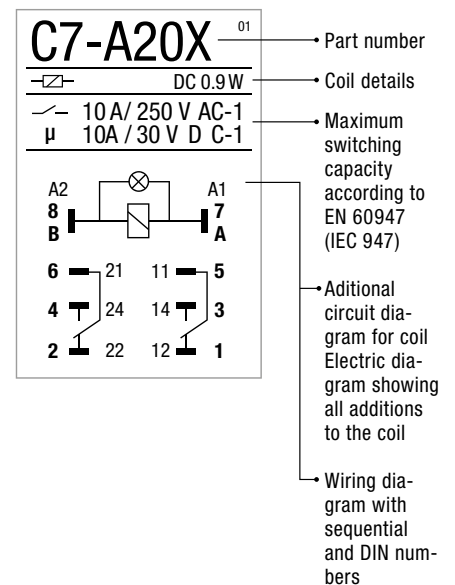 C7-A20X 01
DC 0.9 W
10 A/ 250 V AC-1
µ 10A / 30 V D C-1
A2 A1
8 7
B A
6 21 11 5
4 24 14 3
2 22 12 1
Part number
Coil details
Maximum
switching
capacity
according to
EN 60947
(IEC 947)
Aditional
circuit dia-
gram for coil
Electric dia-
gram showing
all additions
to the coil
Wiring dia-
gram with
sequential
and DIN num-
bers